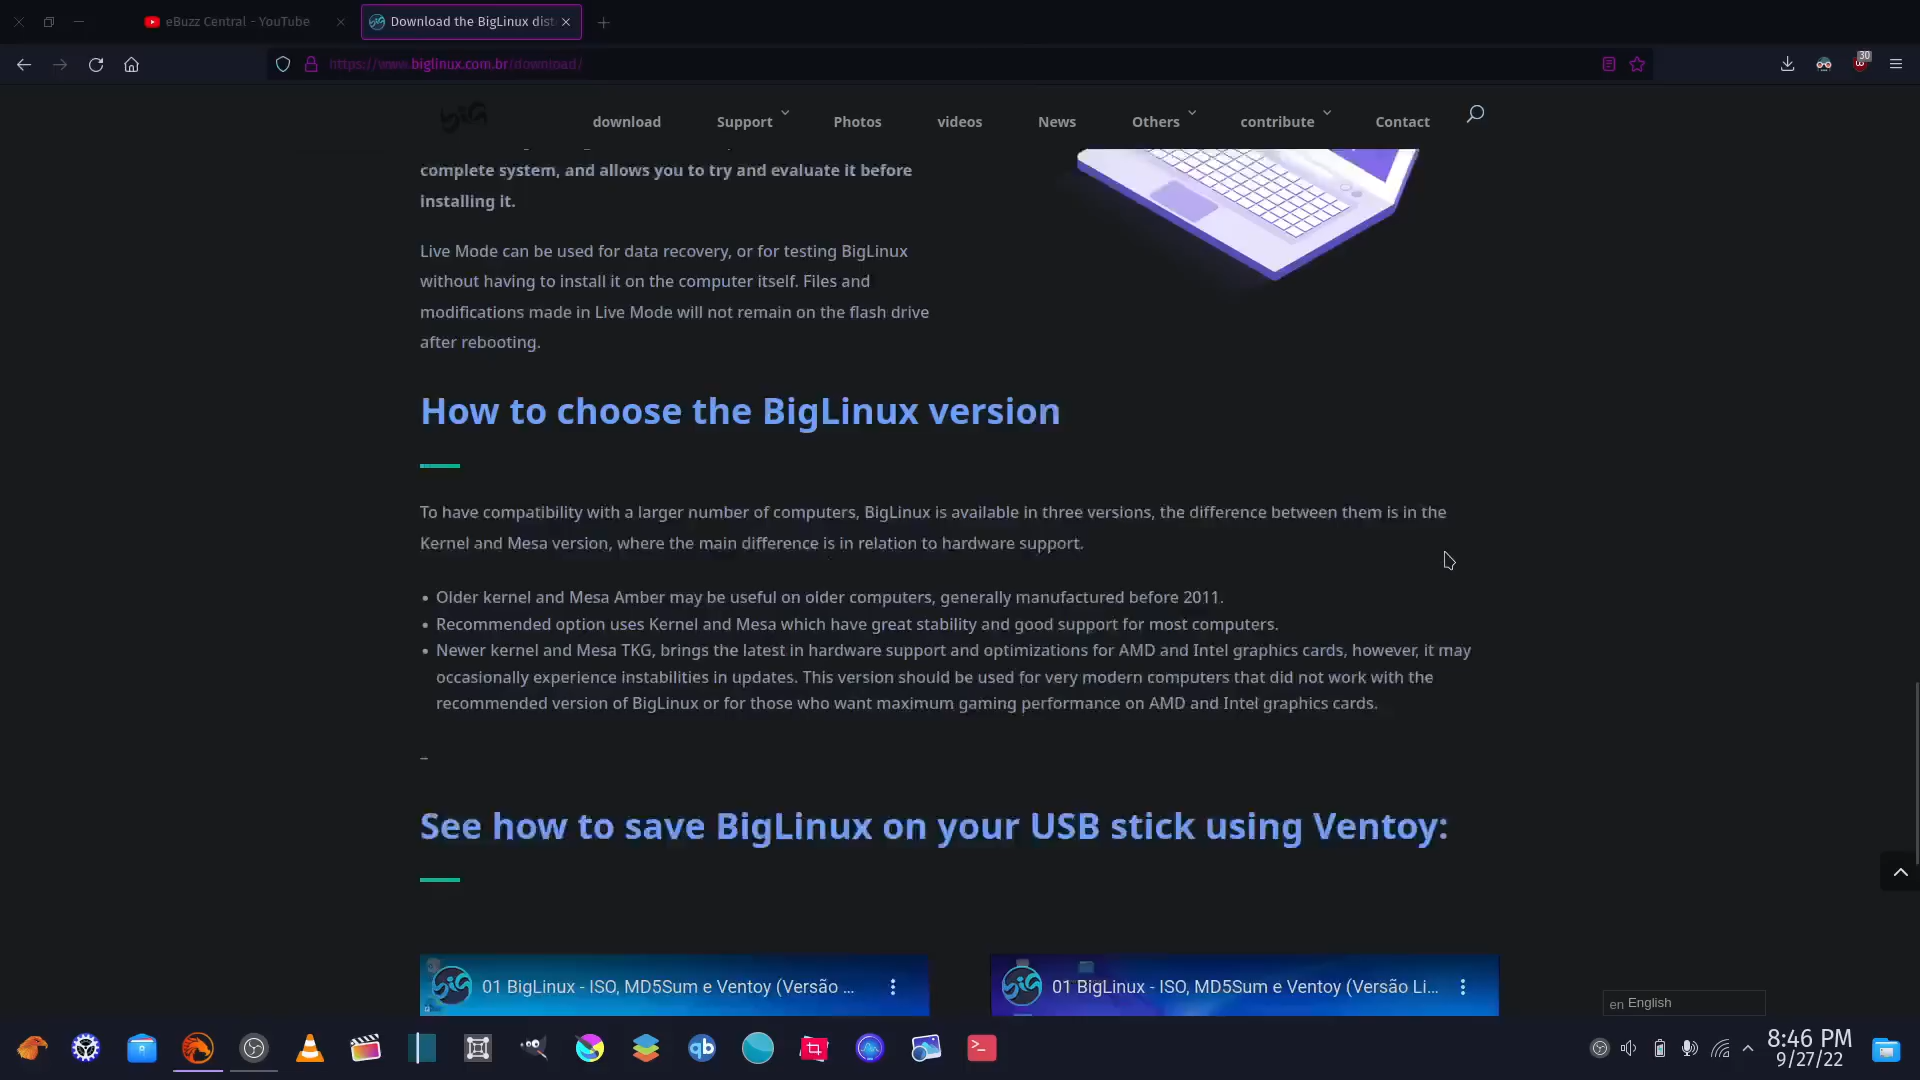 eBuzz Central - YouTube
Download the BigLinux dist
https://www.biglinux.com.br/download/
30
BiG
download
Support
Photos
videos
News
Others
contribute
Contact
complete system, and allows you to try and evaluate it before
installing it.
Live Mode can be used for data recovery, or for testing BigLinux
without having to install it on the computer itself. Files and
modifications made in Live Mode will not remain on the flash drive
after rebooting.
How to choose the BigLinux version
To have compatibility with a larger number of computers, BigLinux is available in three versions, the difference between them is in the
Kernel and Mesa version, where the main difference is in relation to hardware support.
• Older kernel and Mesa Amber may be useful on older computers, generally manufactured before 2011.
• Recommended option uses Kernel and Mesa which have great stability and good support for most computers.
• Newer kernel and Mesa TKG, brings the latest in hardware support and optimizations for AMD and Intel graphics cards, however, it may
occasionally experience instabilities in updates. This version should be used for very modern computers that did not work with the
recommended version of BigLinux or for those who want maximum gaming performance on AMD and Intel graphics cards.
–
See how to save BigLinux on your USB stick using Ventoy:
01 BigLinux - ISO, MD5Sum e Ventoy (Versão ...
01 BigLinux - ISO, MD5Sum e Ventoy (Versão Li...
en English
qb
8:46 PM
9/27/22